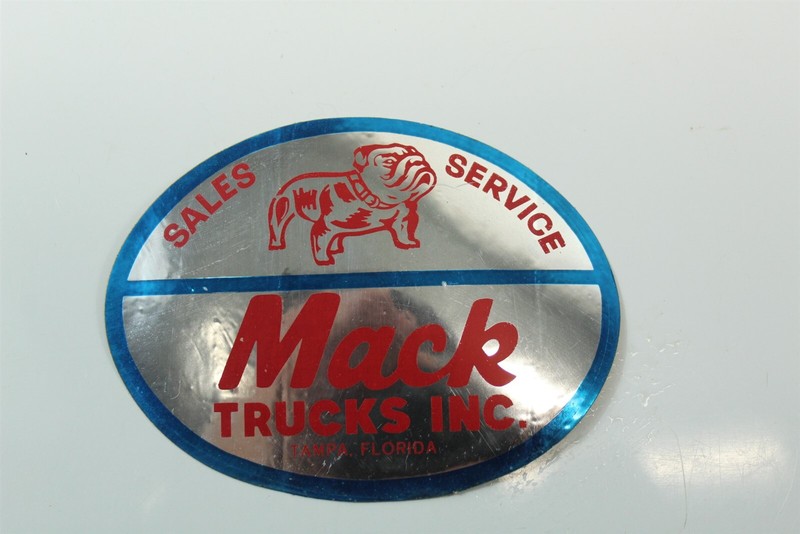 SALES SERVICE
Mack
TRUCKS INC.
TAMPA, FLORIDA